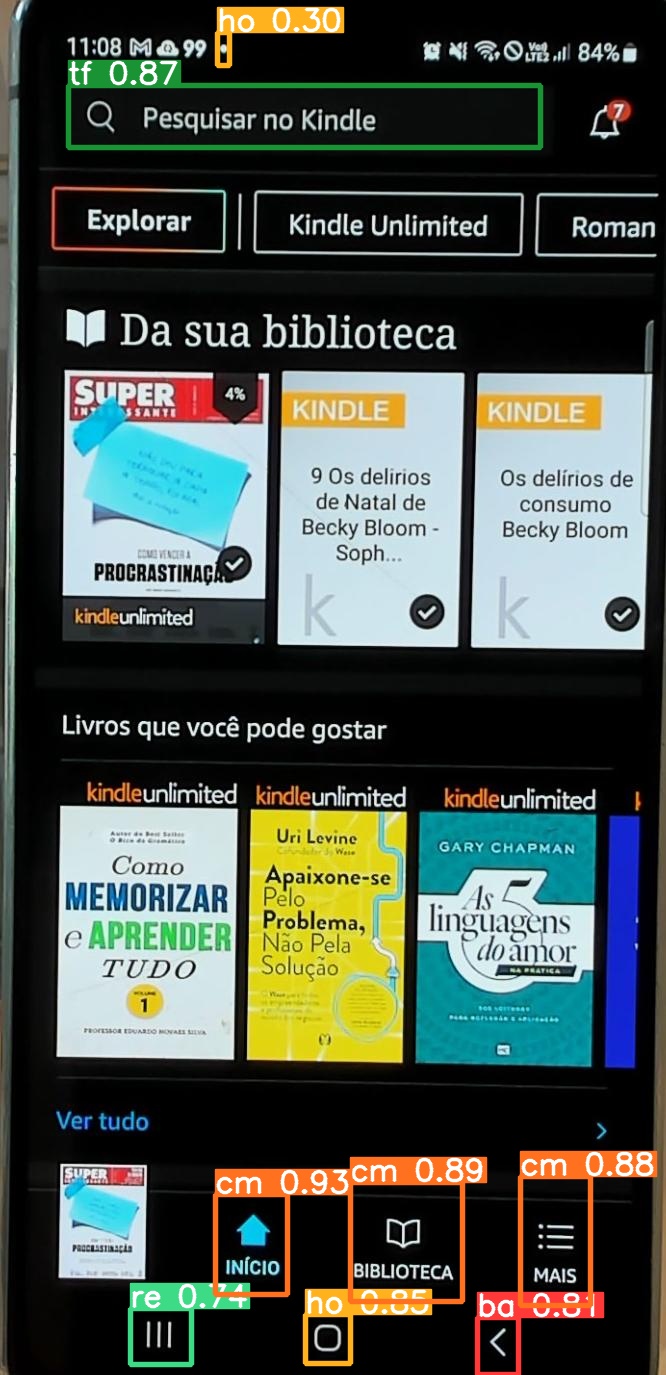 ho 0.30
11:08 M 99 • Vo)) LTE2 84%
tf 0.87
Pesquisar no Kindle
7
Explorar
Kindle Unlimited
Roman
Da sua biblioteca
SUPER
INTERESSANTE
4%
COMO VENCER A
PROCRASTINAÇÃ
kindleunlimited
KINDLE
9 Os delirios
de Natal de
Becky Bloom -
Soph...
k
KINDLE
Os delírios de
consumo
Becky Bloom
k
Livros que você pode gostar
kindleunlimited
Autor do Best Seller
O Rico da Gramática
Como
MEMORIZAR
e APRENDER
TUDO
VOLUME
1
PROFESSOR EDUARDO NOVAES SILVA
kindleunlimited
Uri Levine
Cofundador do Waze
Apaixone-se
Pelo
Problema,
Não Pela
Solução
kindleunlimited
GARY CHAPMAN
As 5
linguagens
do amor
NA PRÁTICA
Ver tudo
SUPER
PROCRASTINAÇÃO
cm 0.93
INÍCIO
cm 0.89
BIBLIOTECA
cm 0.88
MAIS
re 0.74
ho 0.85
ba 0.81